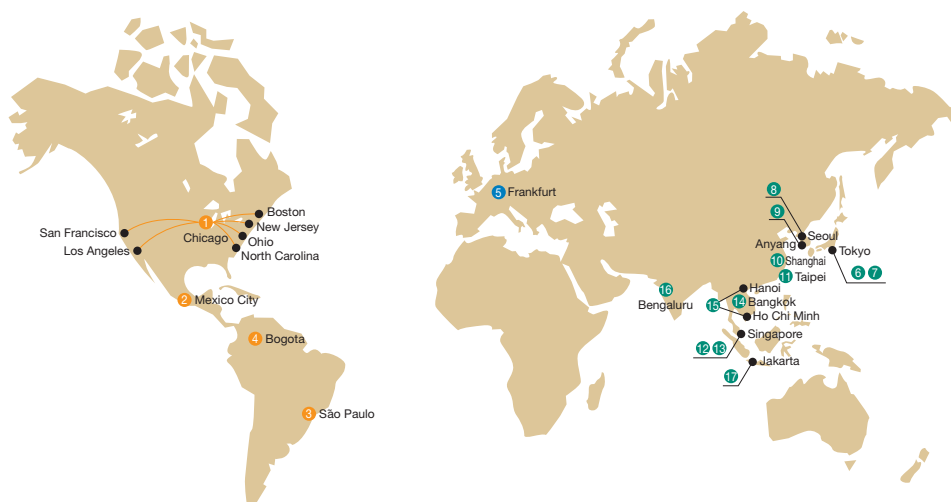 Boston
1
New Jersey
San Francisco
Chicago
Ohio
Los Angeles
North Carolina
2 Mexico City
4 Bogota
3 São Paulo
5 Frankfurt
8
9
Seoul
Anyang
Tokyo
10 Shanghai
6 7
11 Taipei
16
Bengaluru
Hanoi
15
14 Bangkok
Ho Chi Minh
Singapore
12 13
Jakarta
17